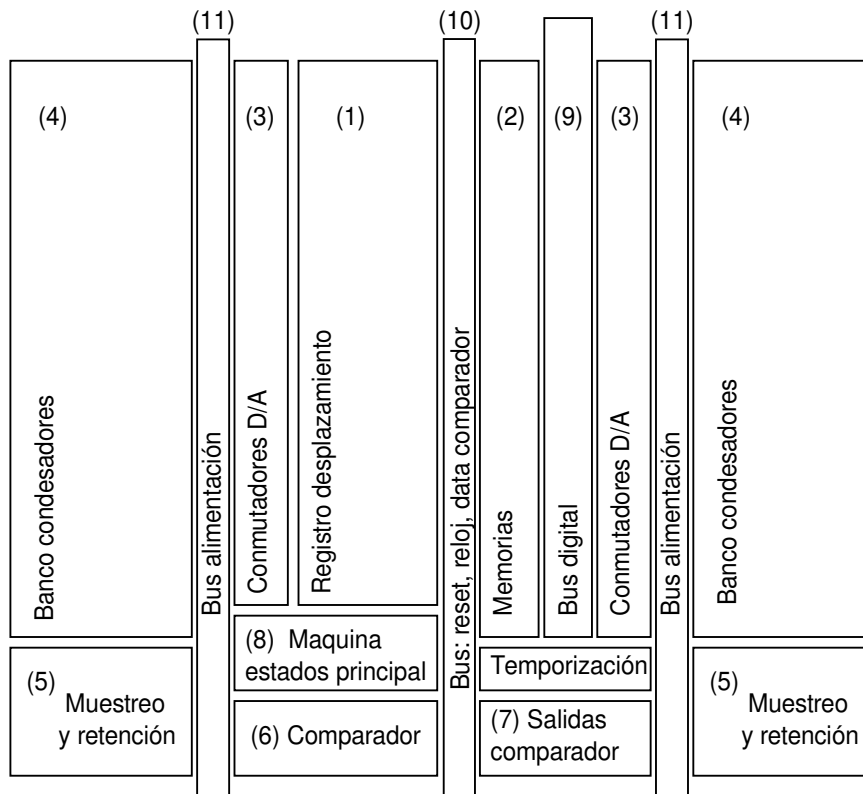 (11)
(10)
(11)
(4)
(3)
(1)
(2)
(9)
(3)
(4)
Banco condesadores
Bus alimentación
Conmutadores D/A
Registro desplazamiento
Bus: reset, reloj, data comparador
Memorias
Bus digital
Conmutadores D/A
Bus alimentación
Banco condesadores
(8) Maquina
estados principal
Temporización
(5)
Muestreo
y retención
(6) Comparador
(7) Salidas
comparador
(5)
Muestreo
y retención